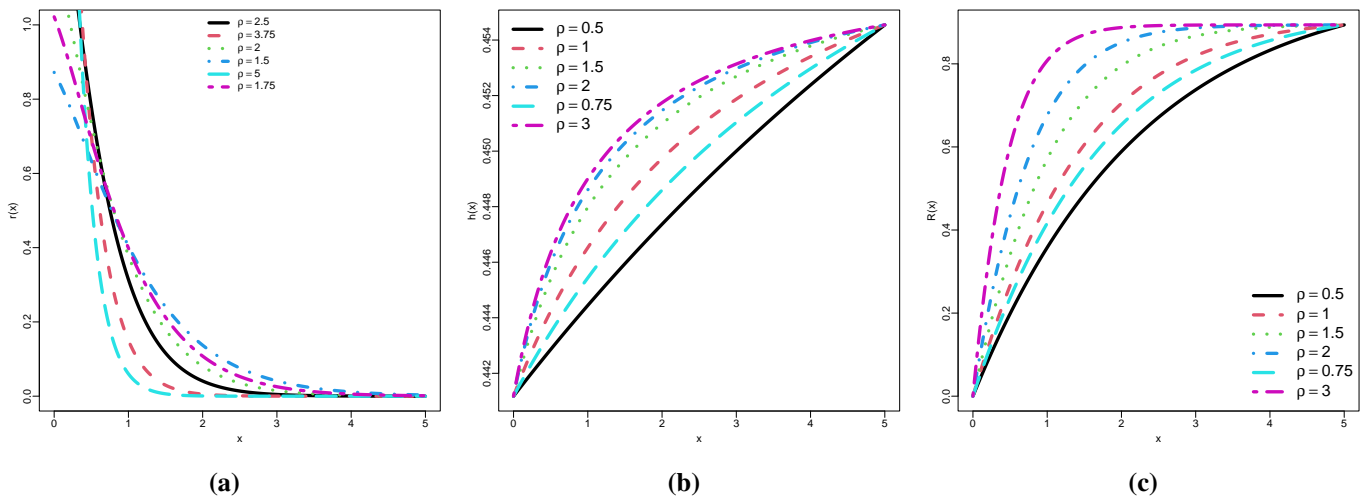 r(x)
1.0
0.8
0.6
0.4
0.2
0.0
ρ = 2.5
ρ = 3.75
ρ = 2
ρ = 1.5
ρ = 5
ρ = 1.75
0 1 2 3 4 5
x
(a)
h(x)
0.454
0.452
0.450
0.448
0.446
0.444
0.442
ρ = 0.5
ρ = 1
ρ = 1.5
ρ = 2
ρ = 0.75
ρ = 3
0 1 2 3 4 5
x
(b)
R(x)
0.8
0.6
0.4
0.2
0.0
ρ = 0.5
ρ = 1
ρ = 1.5
ρ = 2
ρ = 0.75
ρ = 3
0 1 2 3 4 5
x
(c)